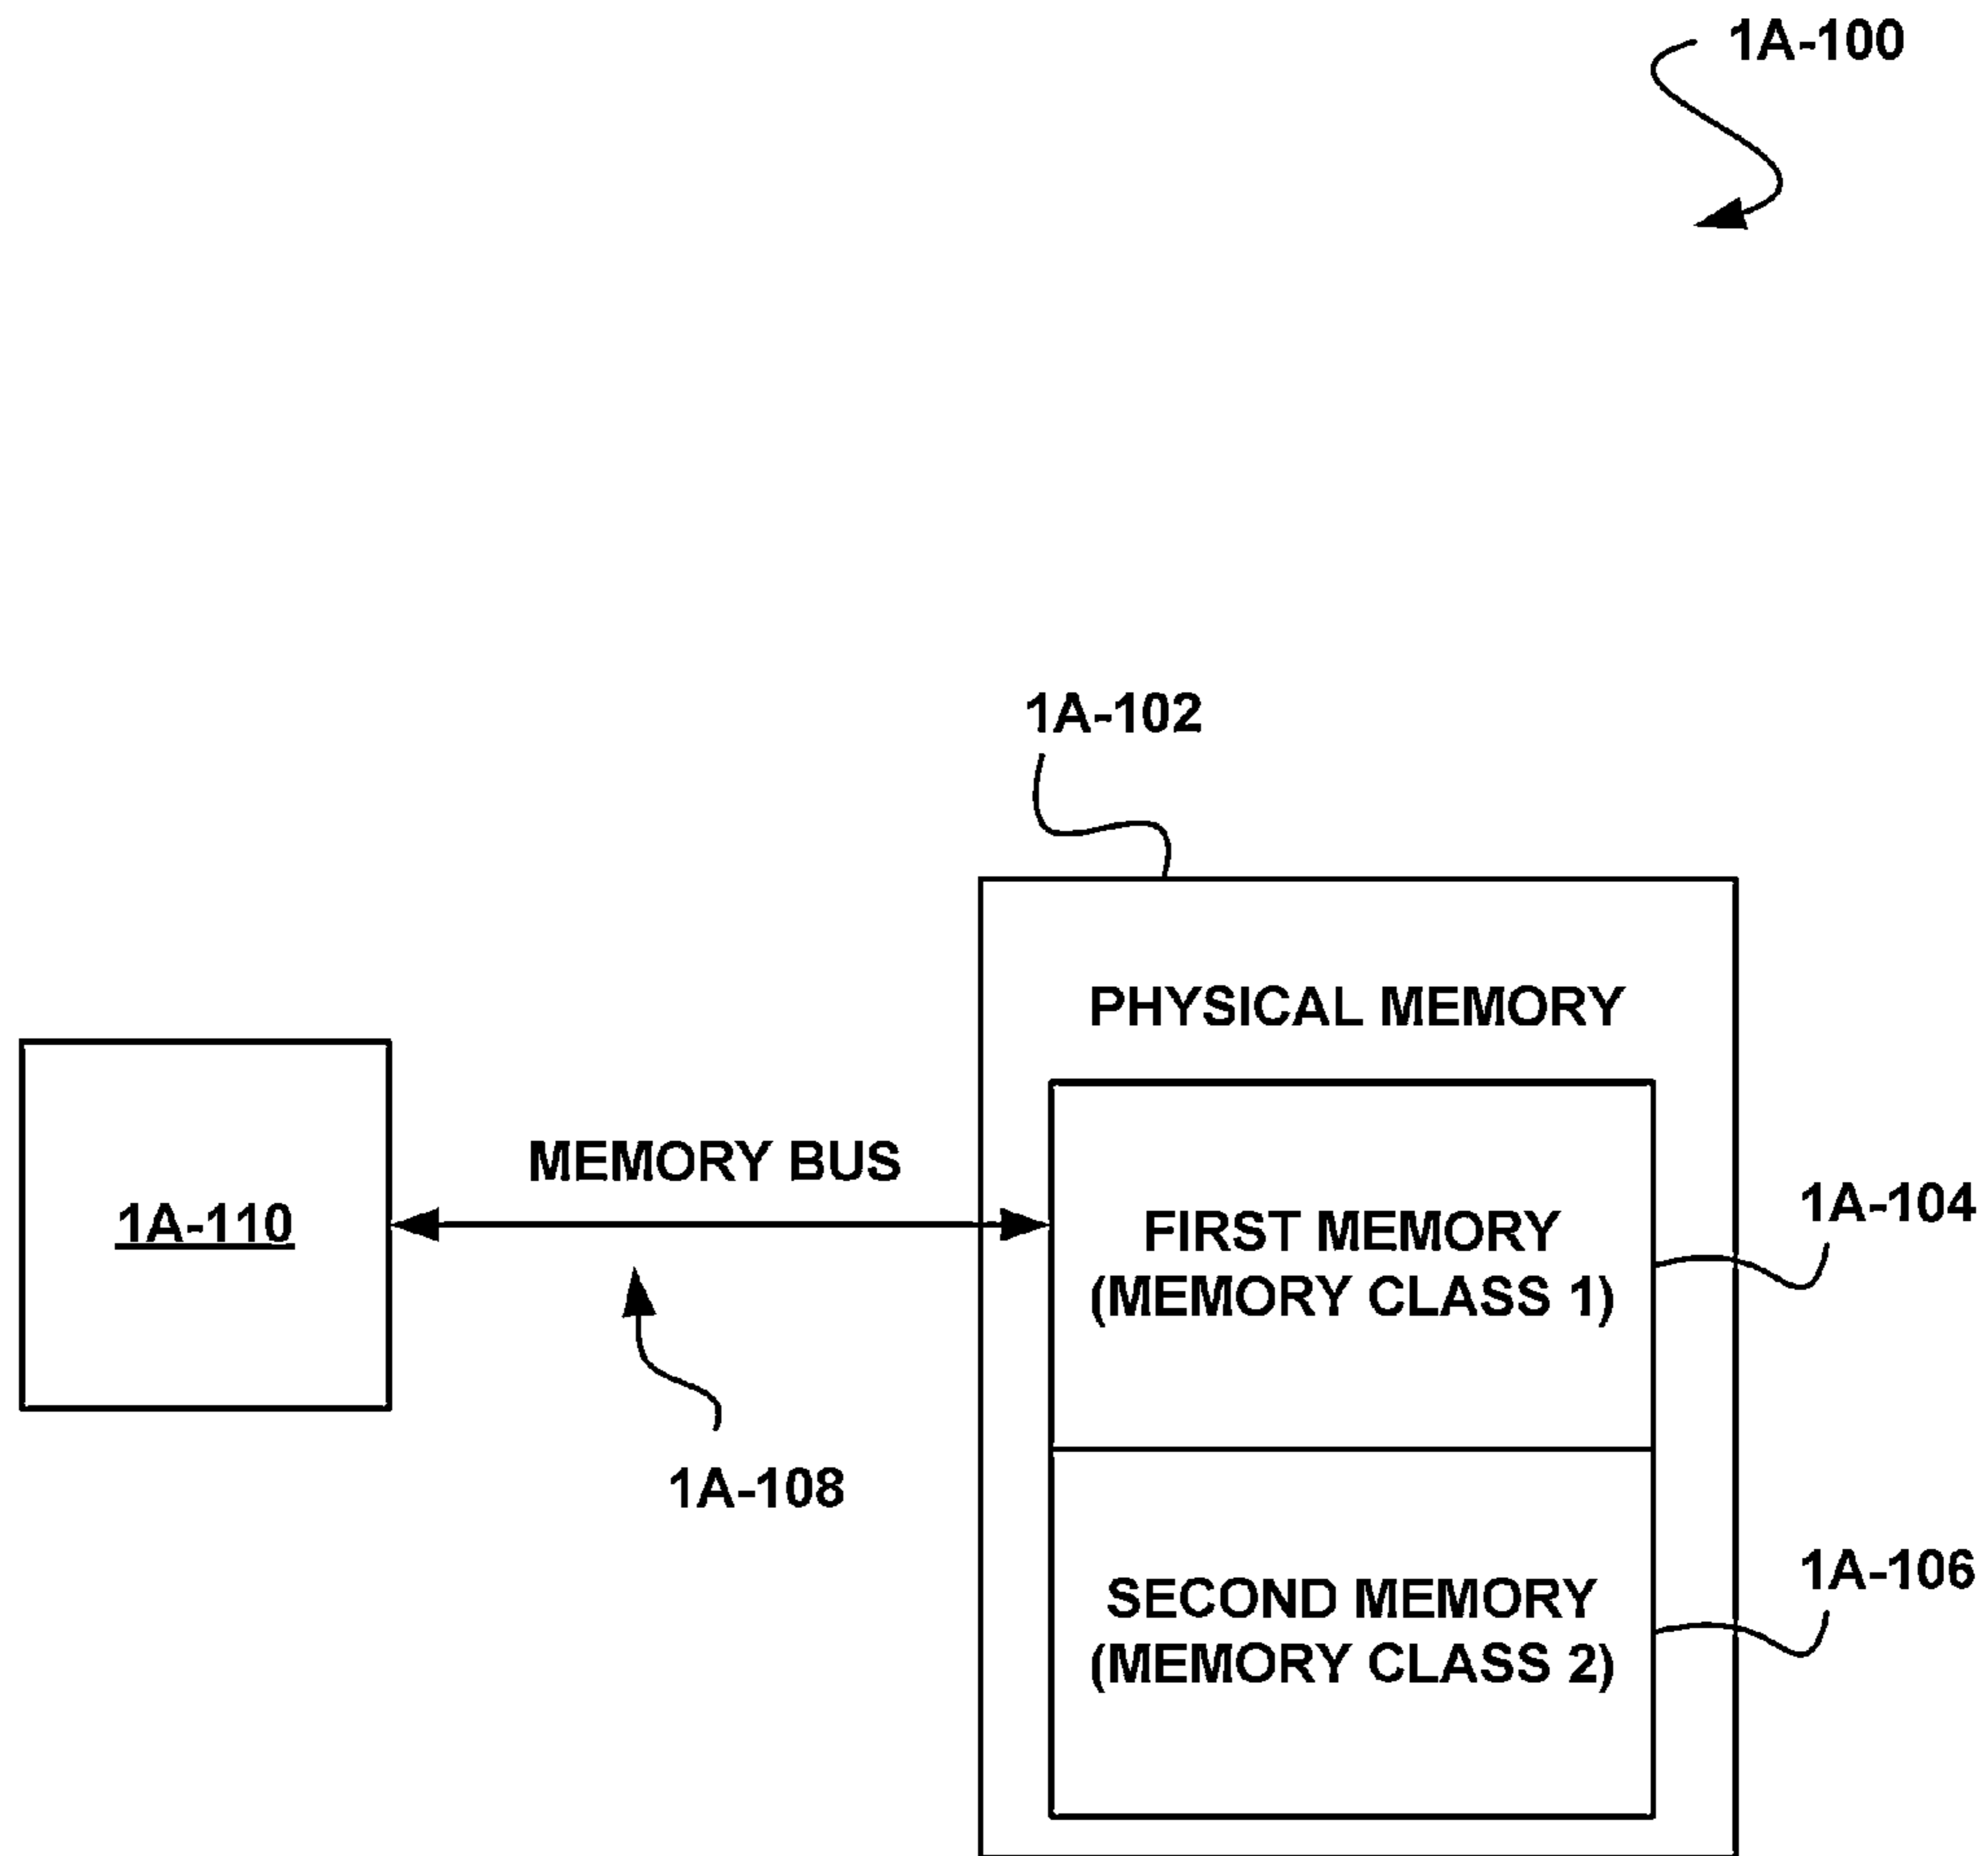 1A-100
1A-102
PHYSICAL MEMORY
MEMORY BUS
1A-110
FIRST MEMORY
(MEMORY CLASS 1)
1A-104
1A-108
SECOND MEMORY
(MEMORY CLASS 2)
1A-106